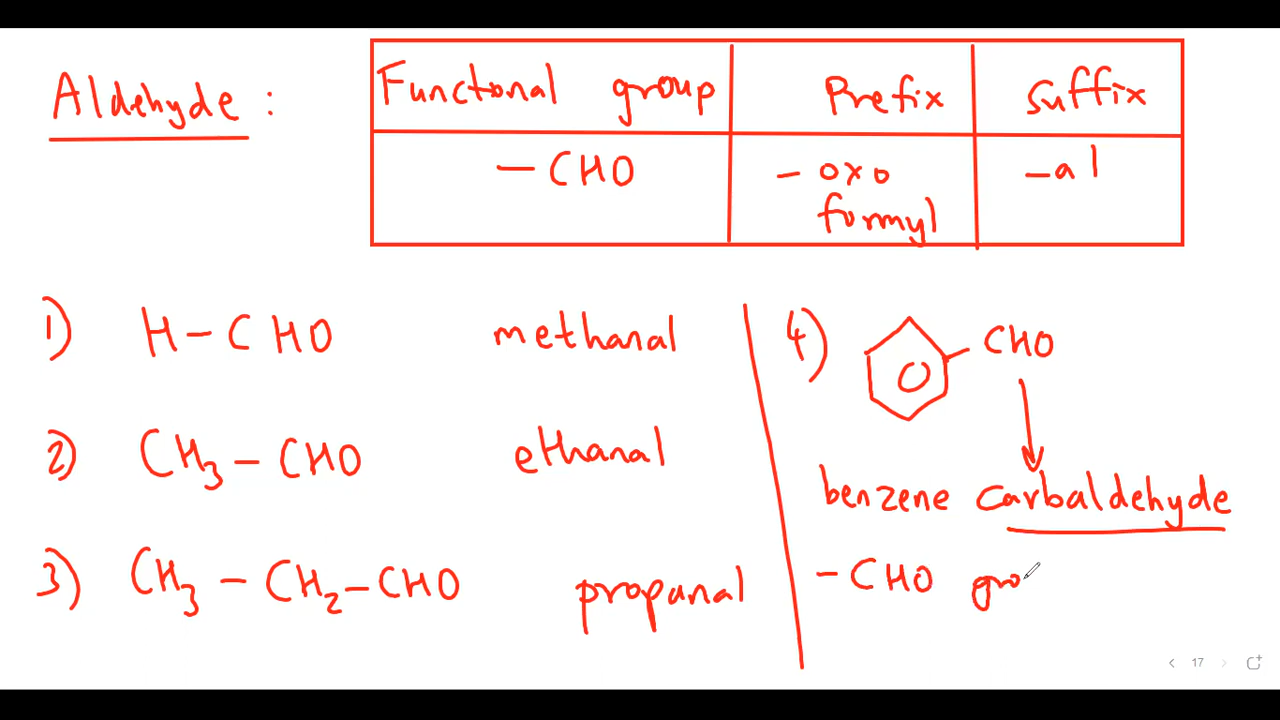 Aldehyde :
Functional group Prefix Suffix
– CHO – oxo –al
formyl
1) H – CHO methanal
2) CH3 – CHO ethanal
3) CH3 – CH2 – CHO propanal
4) CHO
benzene carbaldehyde
– CHO gro
17